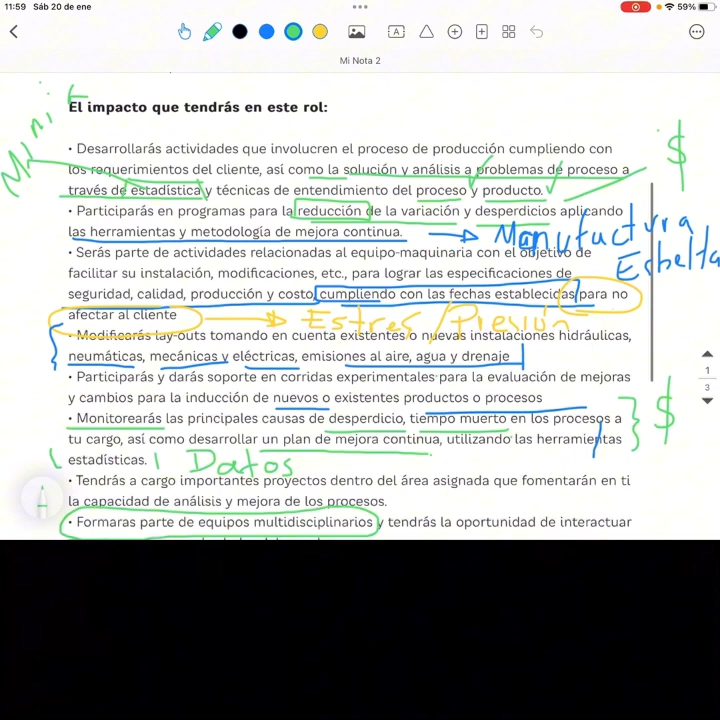 11:59 Sáb 20 de ene
59%
Mi Nota 2
El impacto que tendrás en este rol:
• Desarrollarás actividades que involucren el proceso de producción cumpliendo con
los requerimientos del cliente, así como la solución y análisis a problemas de proceso a
través de estadística y técnicas de entendimiento del proceso y producto.
• Participarás en programas para la reducción de la variación y desperdicios aplicando
las herramientas y metodología de mejora continua.
• Serás parte de actividades relacionadas al equipo-maquinaria con el objetivo de
facilitar su instalación, modificaciones, etc., para lograr las especificaciones de
seguridad, calidad, producción y costo, cumpliendo con las fechas establecidas para no
afectar al cliente
• Modificarás lay-outs tomando en cuenta existentes o nuevas instalaciones hidráulicas,
neumáticas, mecánicas y eléctricas, emisiones al aire, agua y drenaje
• Participarás y darás soporte en corridas experimentales para la evaluación de mejoras
y cambios para la inducción de nuevos o existentes productos o procesos
• Monitorearás las principales causas de desperdicio, tiempo muerto en los procesos a
tu cargo, así como desarrollar un plan de mejora continua, utilizando las herramientas
estadísticas.
• Tendrás a cargo importantes proyectos dentro del área asignada que fomentarán en ti
la capacidad de análisis y mejora de los procesos.
• Formaras parte de equipos multidisciplinarios y tendrás la oportunidad de interactuar
$
Manufactura
Esbelta
Estres/Presión
$
Datos
1
3